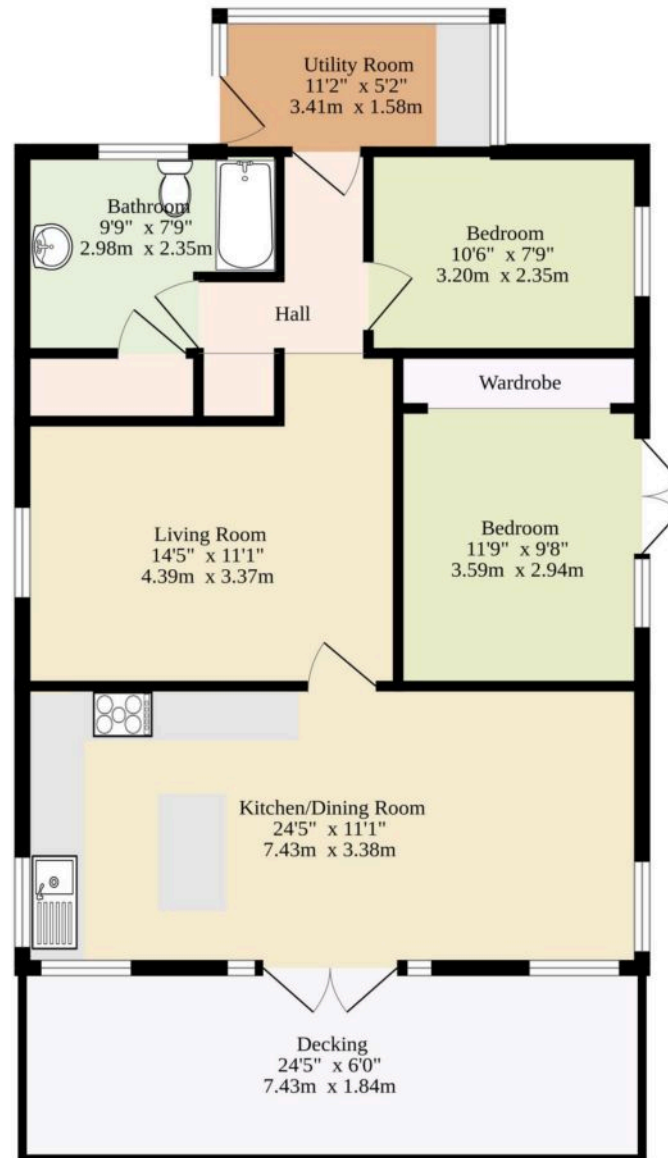 Utility Room
11'2" x 5'2"
3.41m x 1.58m
Bathroom
9'9" x 7'9"
2.98m x 2.35m
Bedroom
10'6" x 7'9"
3.20m x 2.35m
Hall
Wardrobe
Living Room
14'5" x 11'1"
4.39m x 3.37m
Bedroom
11'9" x 9'8"
3.59m x 2.94m
Kitchen/Dining Room
24'5" x 11'1"
7.43m x 3.38m
Decking
24'5" x 6'0"
7.43m x 1.84m